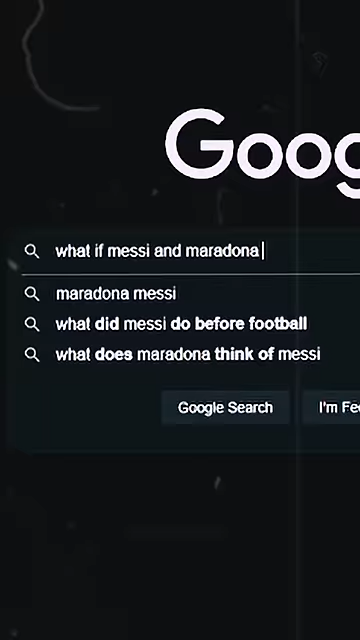 Goog
what if messi and maradona
maradona messi
what did messi do before football
what does maradona think of messi
Google Search
I'm Fee